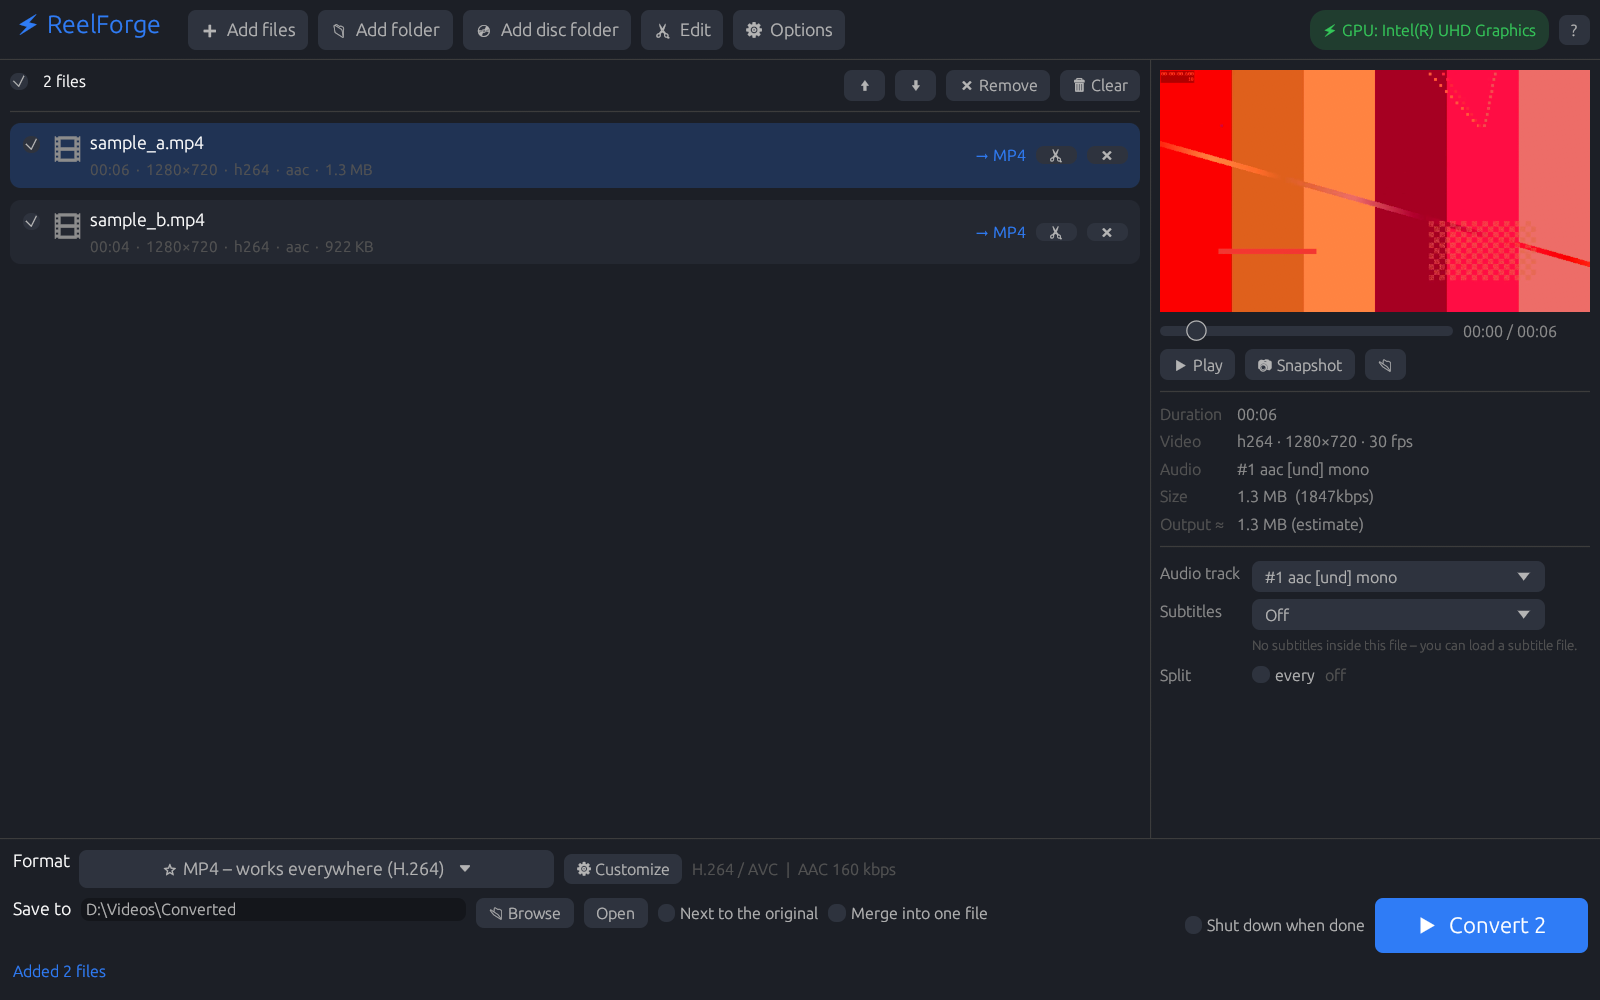 ReelForge
Add files
Add folder
Add disc folder
Edit
Options
GPU: Intel(R) UHD Graphics
?
2 files
Remove
Clear
sample_a.mp4
00:06 · 1280×720 · h264 · aac · 1.3 MB
→ MP4
sample_b.mp4
00:04 · 1280×720 · h264 · aac · 922 KB
→ MP4
00:00 / 00:06
Play
Snapshot
Duration 00:06
Video h264 · 1280×720 · 30 fps
Audio #1 aac [und] mono
Size 1.3 MB (1847kbps)
Output ≈ 1.3 MB (estimate)
Audio track #1 aac [und] mono
Subtitles Off
No subtitles inside this file – you can load a subtitle file.
Split every off
Format ☆ MP4 – works everywhere (H.264)
Customize
H.264 / AVC | AAC 160 kbps
Save to D:\Videos\Converted
Browse
Open
Next to the original
Merge into one file
Shut down when done
Convert 2
Added 2 files